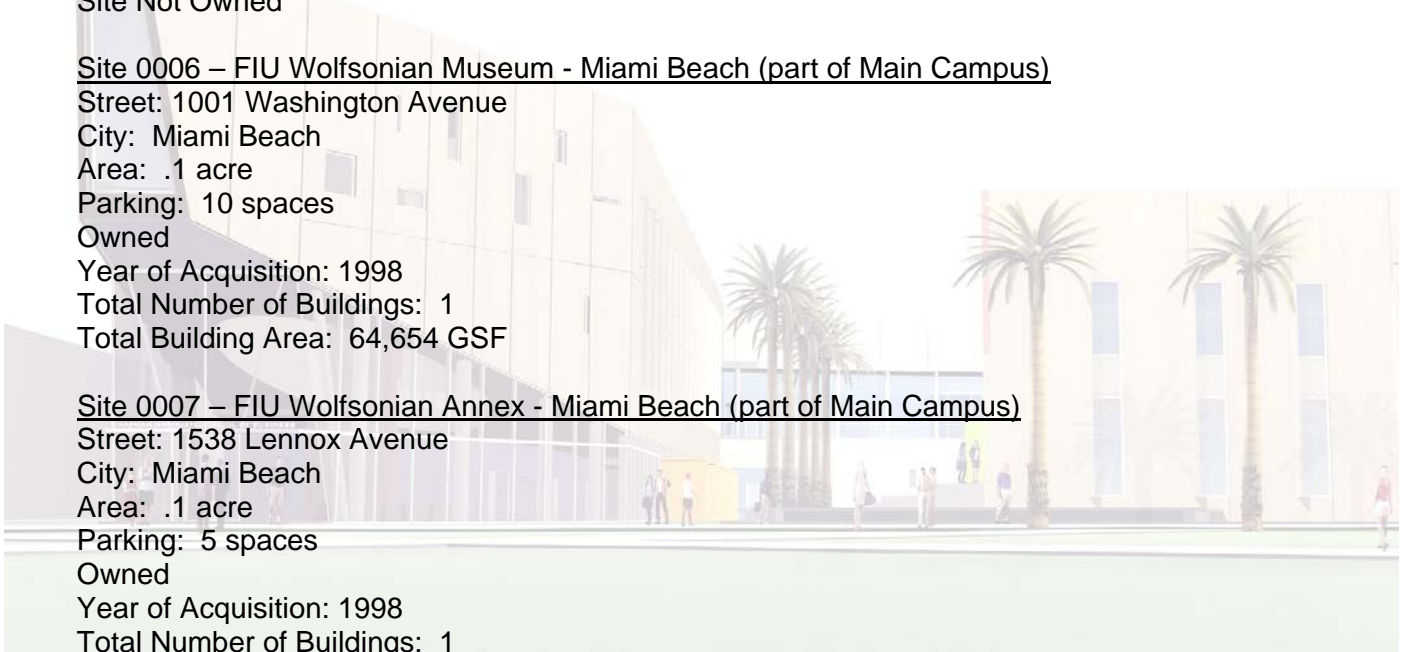 Site Not Owned
Site 0006 – FIU Wolfsonian Museum - Miami Beach (part of Main Campus)
Street: 1001 Washington Avenue
City: Miami Beach
Area: .1 acre
Parking: 10 spaces
Owned
Year of Acquisition: 1998
Total Number of Buildings: 1
Total Building Area: 64,654 GSF
Site 0007 – FIU Wolfsonian Annex - Miami Beach (part of Main Campus)
Street: 1538 Lennox Avenue
City: Miami Beach
Area: .1 acre
Parking: 5 spaces
Owned
Year of Acquisition: 1998
Total Number of Buildings: 1